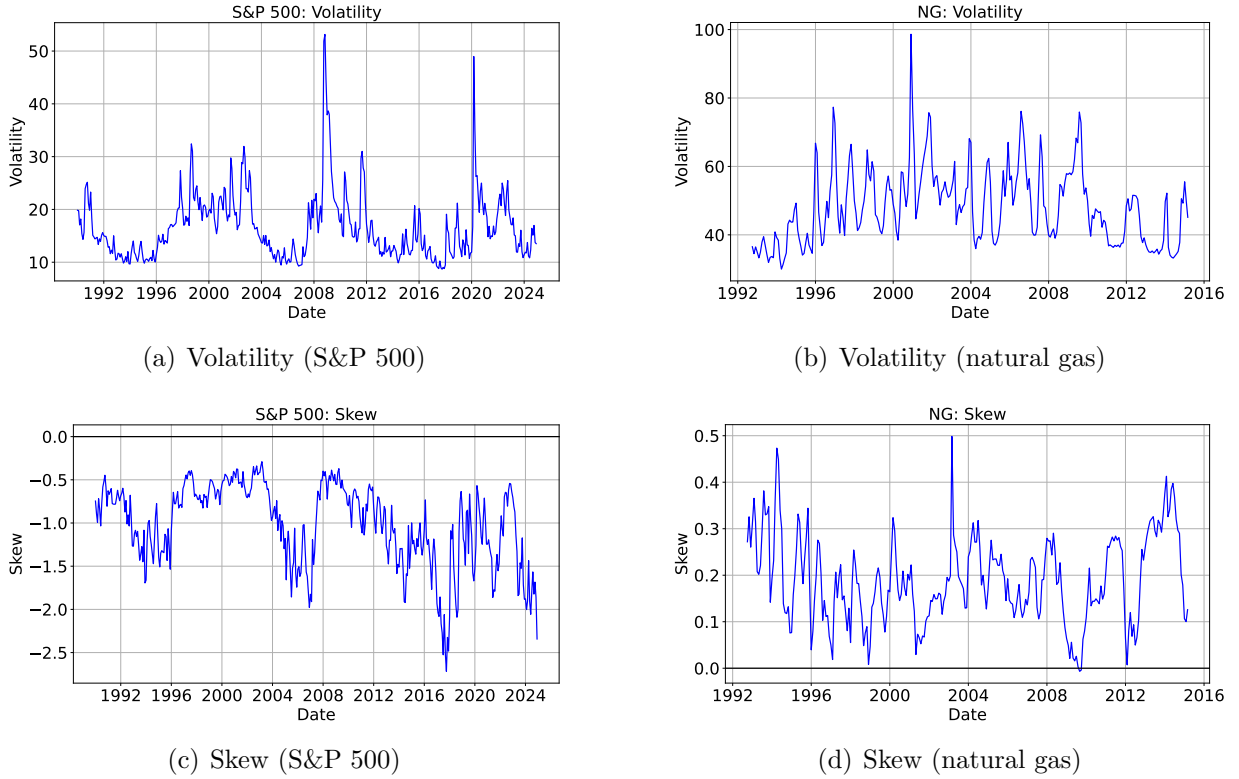 S&P 500: Volatility
50
40
30
20
10
Volatility
1992 1996 2000 2004 2008 2012 2016 2020 2024
Date
(a) Volatility (S&P 500)
NG: Volatility
100
80
60
40
Volatility
1992 1996 2000 2004 2008 2012 2016
Date
(b) Volatility (natural gas)
S&P 500: Skew
0.0
−0.5
−1.0
−1.5
−2.0
−2.5
Skew
1992 1996 2000 2004 2008 2012 2016 2020 2024
Date
(c) Skew (S&P 500)
NG: Skew
0.5
0.4
0.3
0.2
0.1
0.0
Skew
1992 1996 2000 2004 2008 2012 2016
Date
(d) Skew (natural gas)